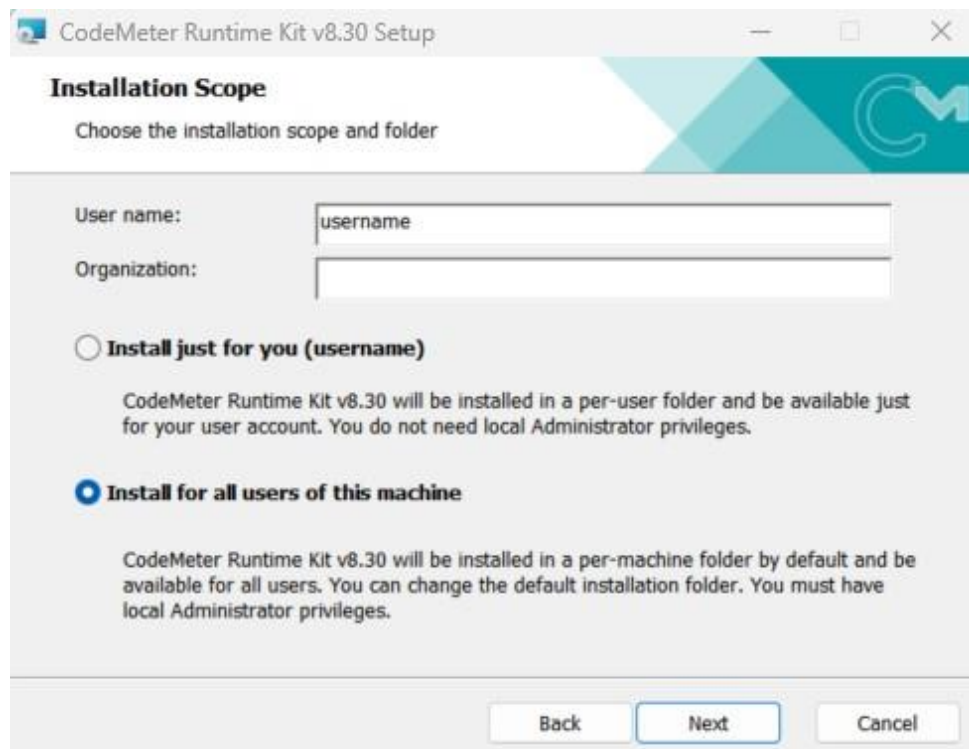 CodeMeter Runtime Kit v8.30 Setup
Installation Scope
Choose the installation scope and folder
User name:
username
Organization:
Install just for you (username)
CodeMeter Runtime Kit v8.30 will be installed in a per-user folder and be available just
for your user account. You do not need local Administrator privileges.
Install for all users of this machine
CodeMeter Runtime Kit v8.30 will be installed in a per-machine folder by default and be
available for all users. You can change the default installation folder. You must have
local Administrator privileges.
Back
Next
Cancel